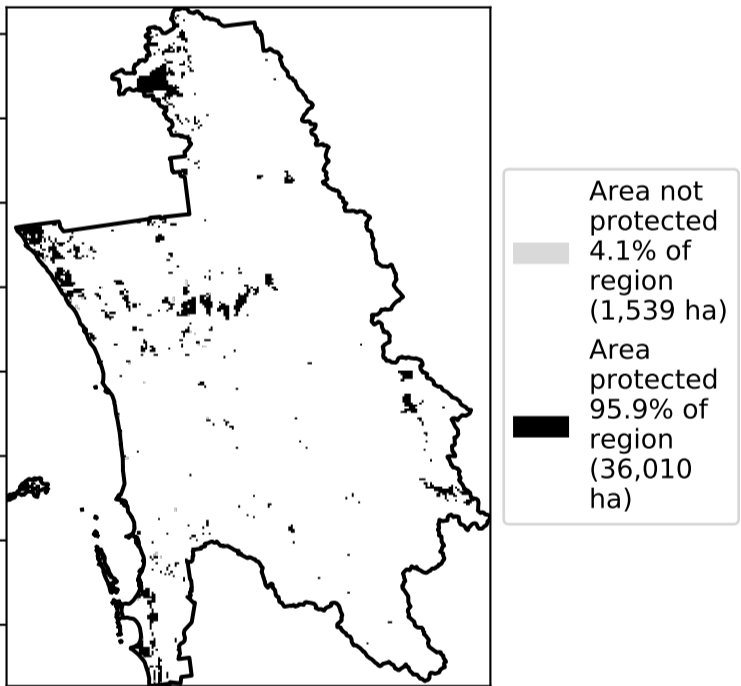 Area not
protected
4.1% of
region
(1,539 ha)
Area
protected
95.9% of
region
(36,010
ha)